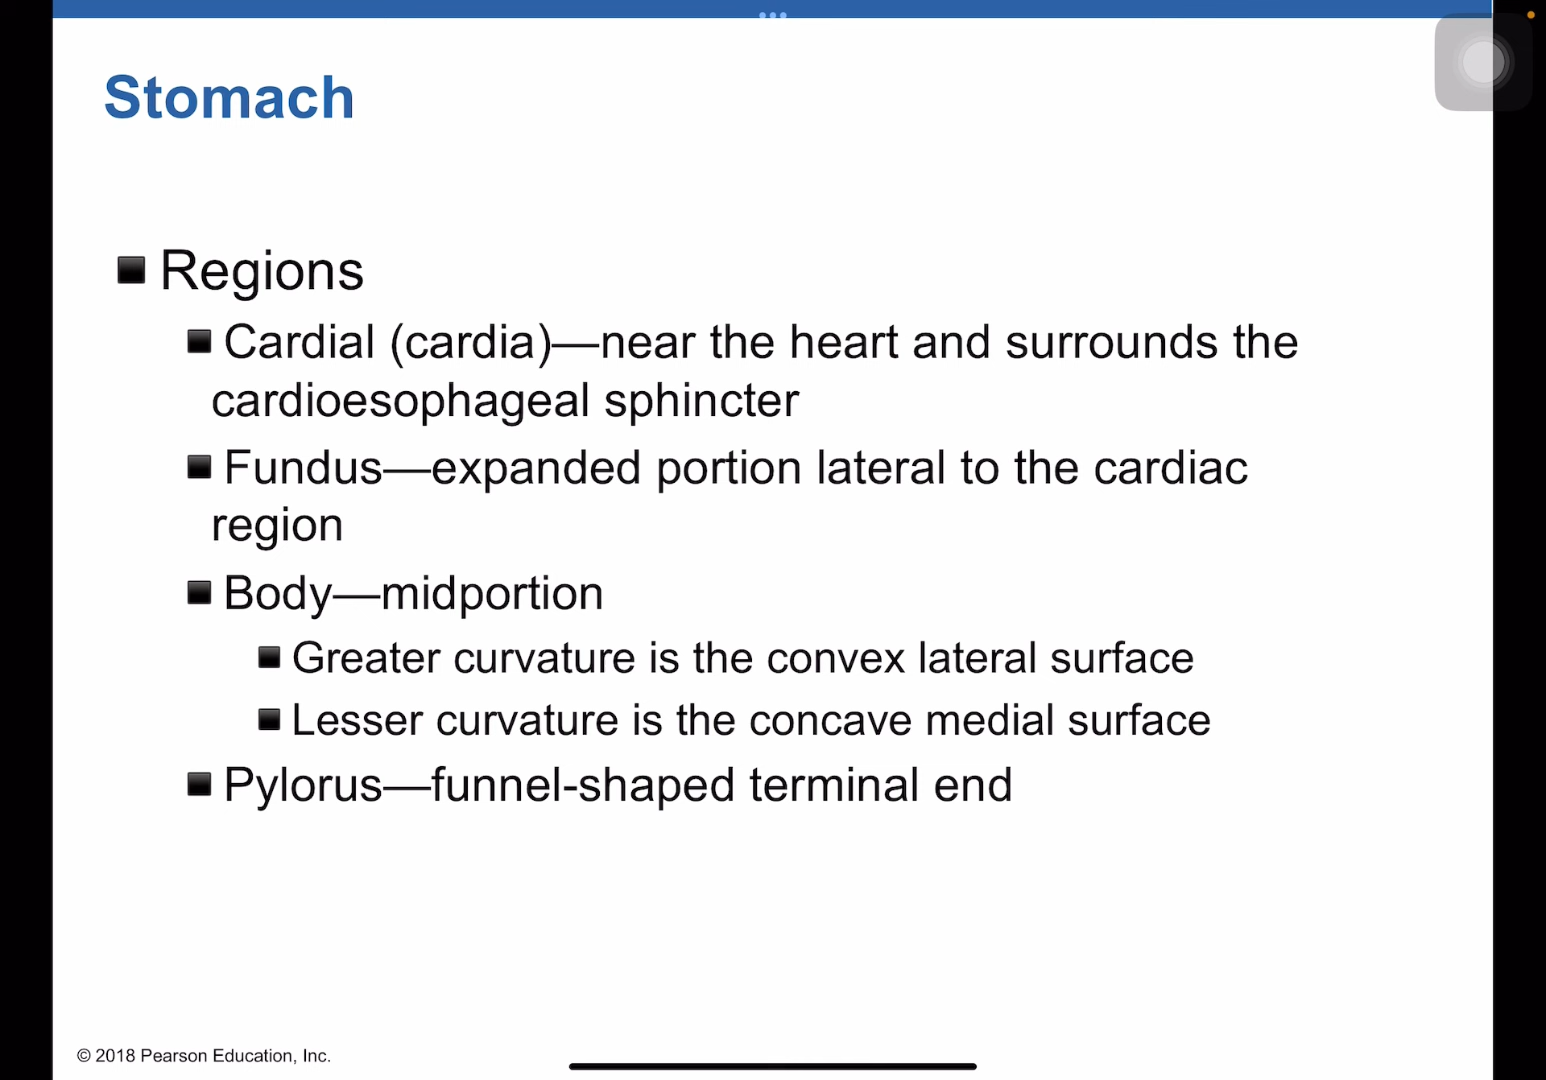 Stomach
Regions
Cardial (cardia)—near the heart and surrounds the
cardioesophageal sphincter
Fundus—expanded portion lateral to the cardiac
region
Body—midportion
Greater curvature is the convex lateral surface
Lesser curvature is the concave medial surface
Pylorus—funnel-shaped terminal end
© 2018 Pearson Education, Inc.